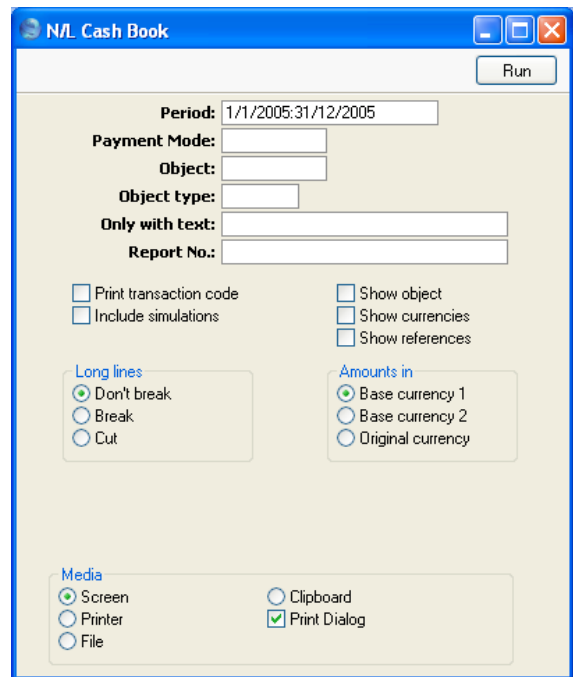 N/L Cash Book
Run
Period: 1/1/2005:31/12/2005
Payment Mode:
Object:
Object type:
Only with text:
Report No.:
Print transaction code
Show object
Include simulations
Show currencies
Show references
Long lines
Amounts in
Don't break
Base currency 1
Break
Base currency 2
Cut
Original currency
Media
Screen
Clipboard
Printer
Print Dialog
File